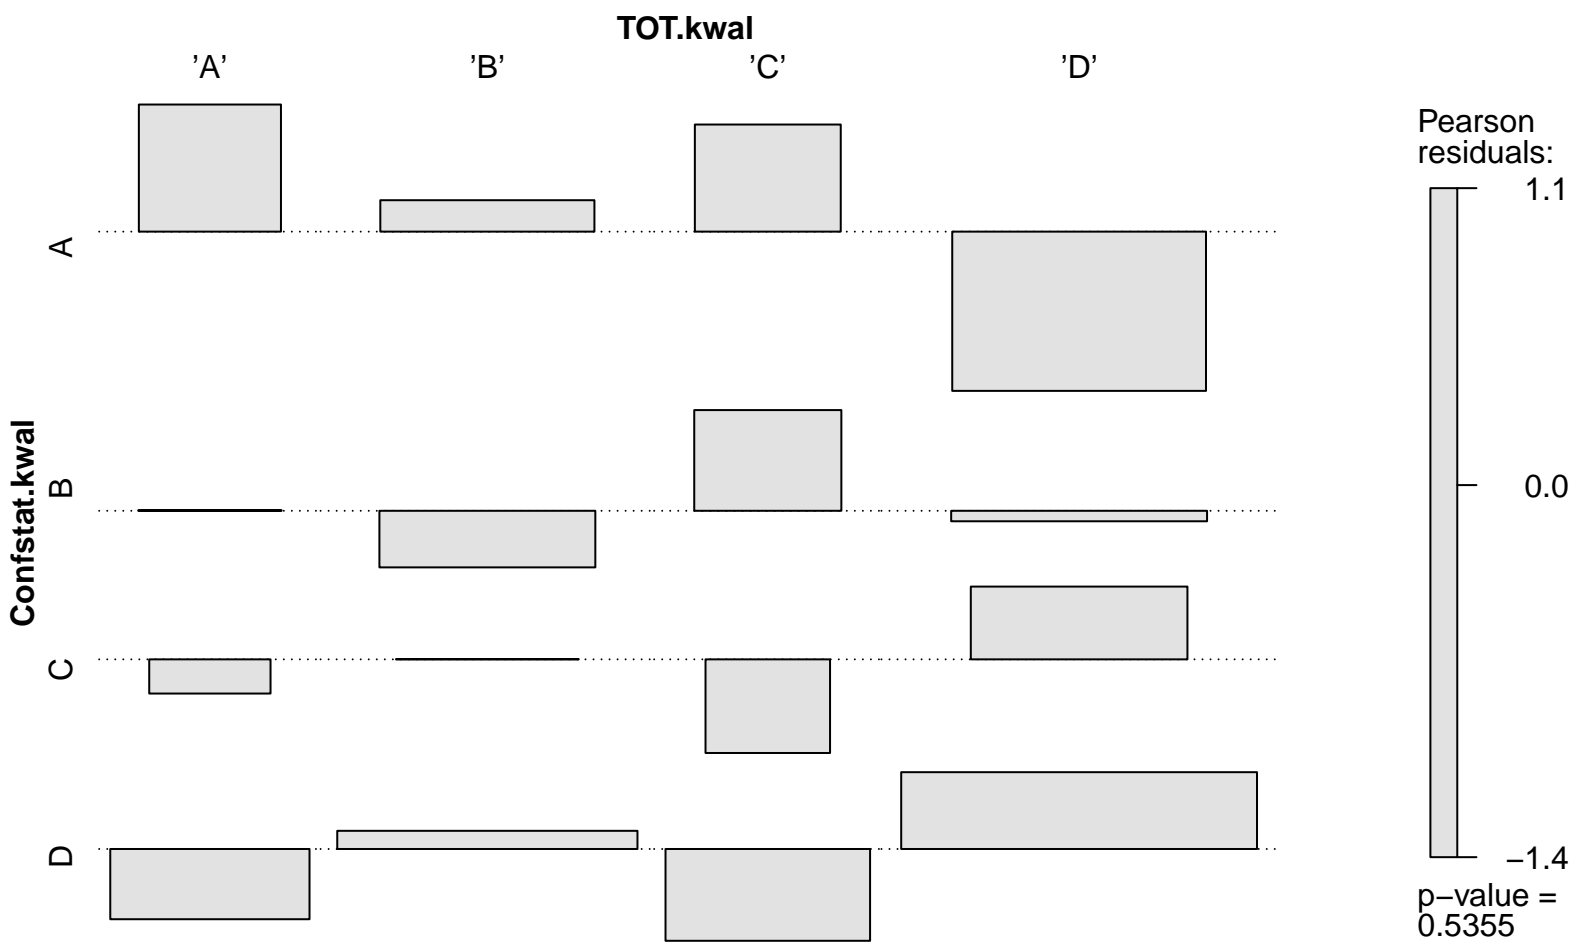 TOT.kwal
’A’ ’B’ ’C’ ’D’
Confstat.kwal
A
B
C
D
Pearson
residuals:
1.1
0.0
−1.4
p−value =
0.5355